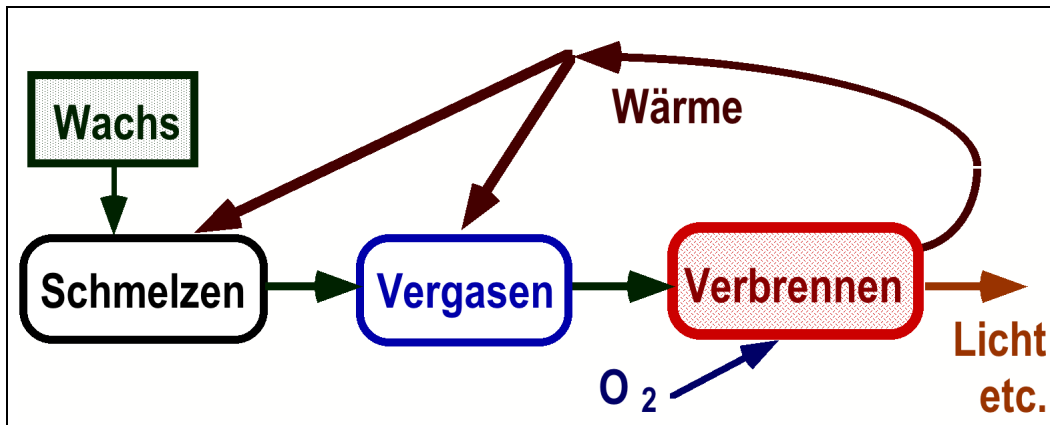 Wachs
Wärme
Schmelzen
Vergasen
Verbrennen
O 2
Licht
etc.